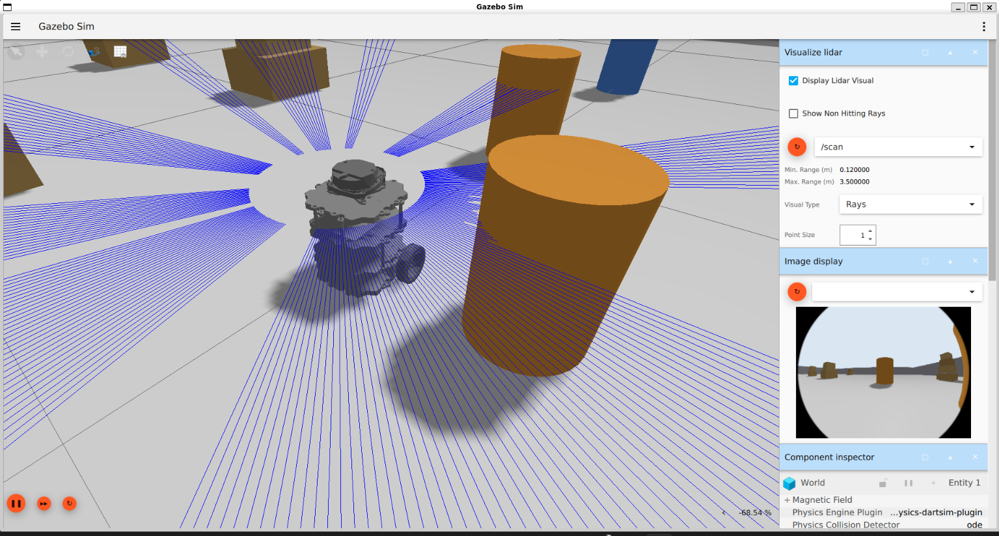 Gazebo Sim
Gazebo Sim
Visualize lidar
Display Lidar Visual
Show Non Hitting Rays
/scan
Min. Range (m) 0.120000
Max. Range (m) 3.500000
Visual Type Rays
Point Size 1
Image display
Component inspector
World Entity 1
+ Magnetic Field
Physics Engine Plugin ...ysics-dartsim-plugin
Physics Collision Detector ode
‹ -68.54 %